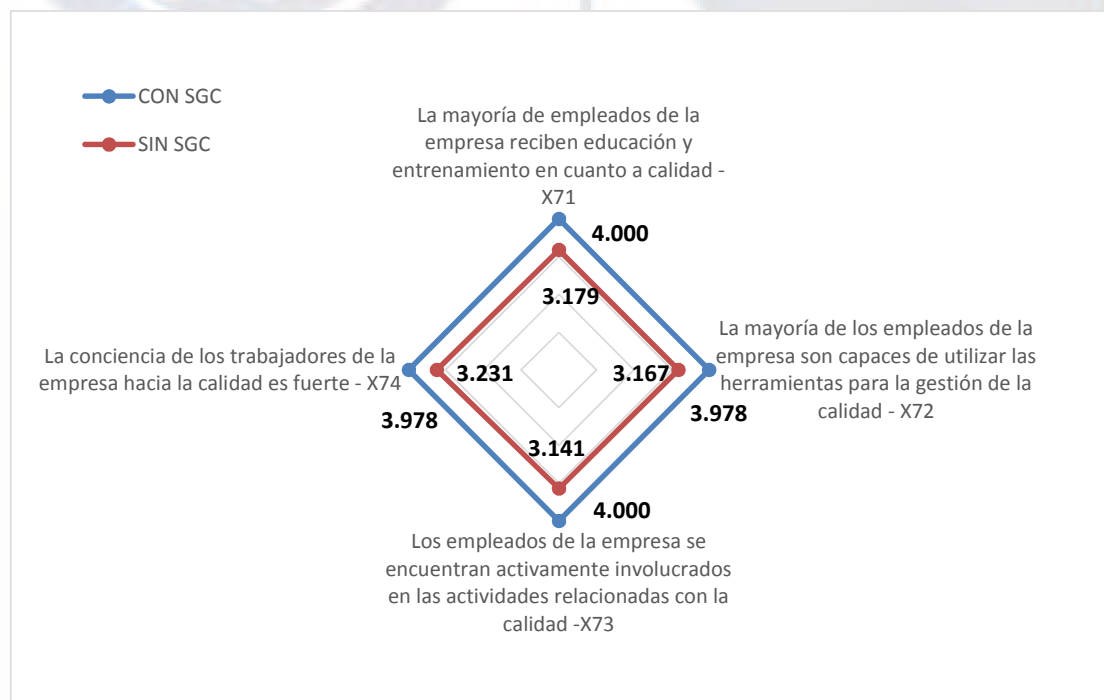 CON SGC
SIN SGC
La mayoría de empleados de la
empresa reciben educación y
entrenamiento en cuanto a calidad -
X71
4.000
3.179
La mayoría de los empleados de la
empresa son capaces de utilizar las
herramientas para la gestión de la
calidad - X72
3.167
3.978
La conciencia de los trabajadores de la
empresa hacia la calidad es fuerte - X74
3.231
3.978
3.141
4.000
Los empleados de la empresa se
encuentran activamente involucrados
en las actividades relacionadas con la
calidad -X73